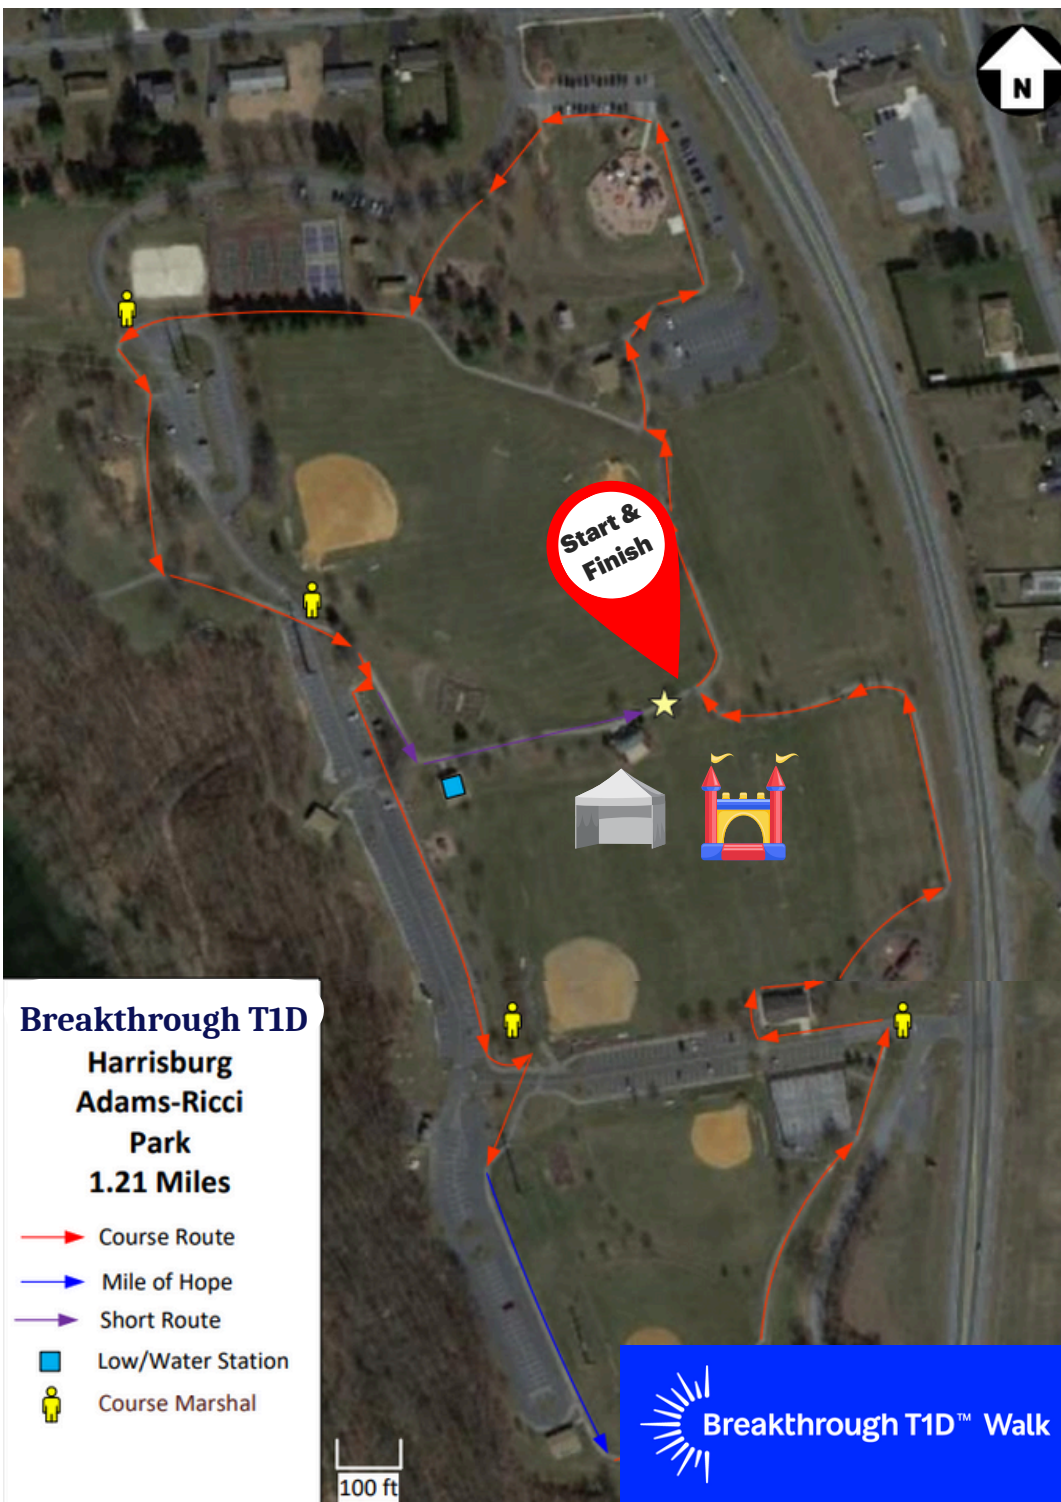 N
Start &
Finish
Breakthrough T1D
Harrisburg
Adams-Ricci
Park
1.21 Miles
Course Route
Mile of Hope
Short Route
Low/Water Station
Course Marshal
100 ft
Breakthrough T1D™ Walk